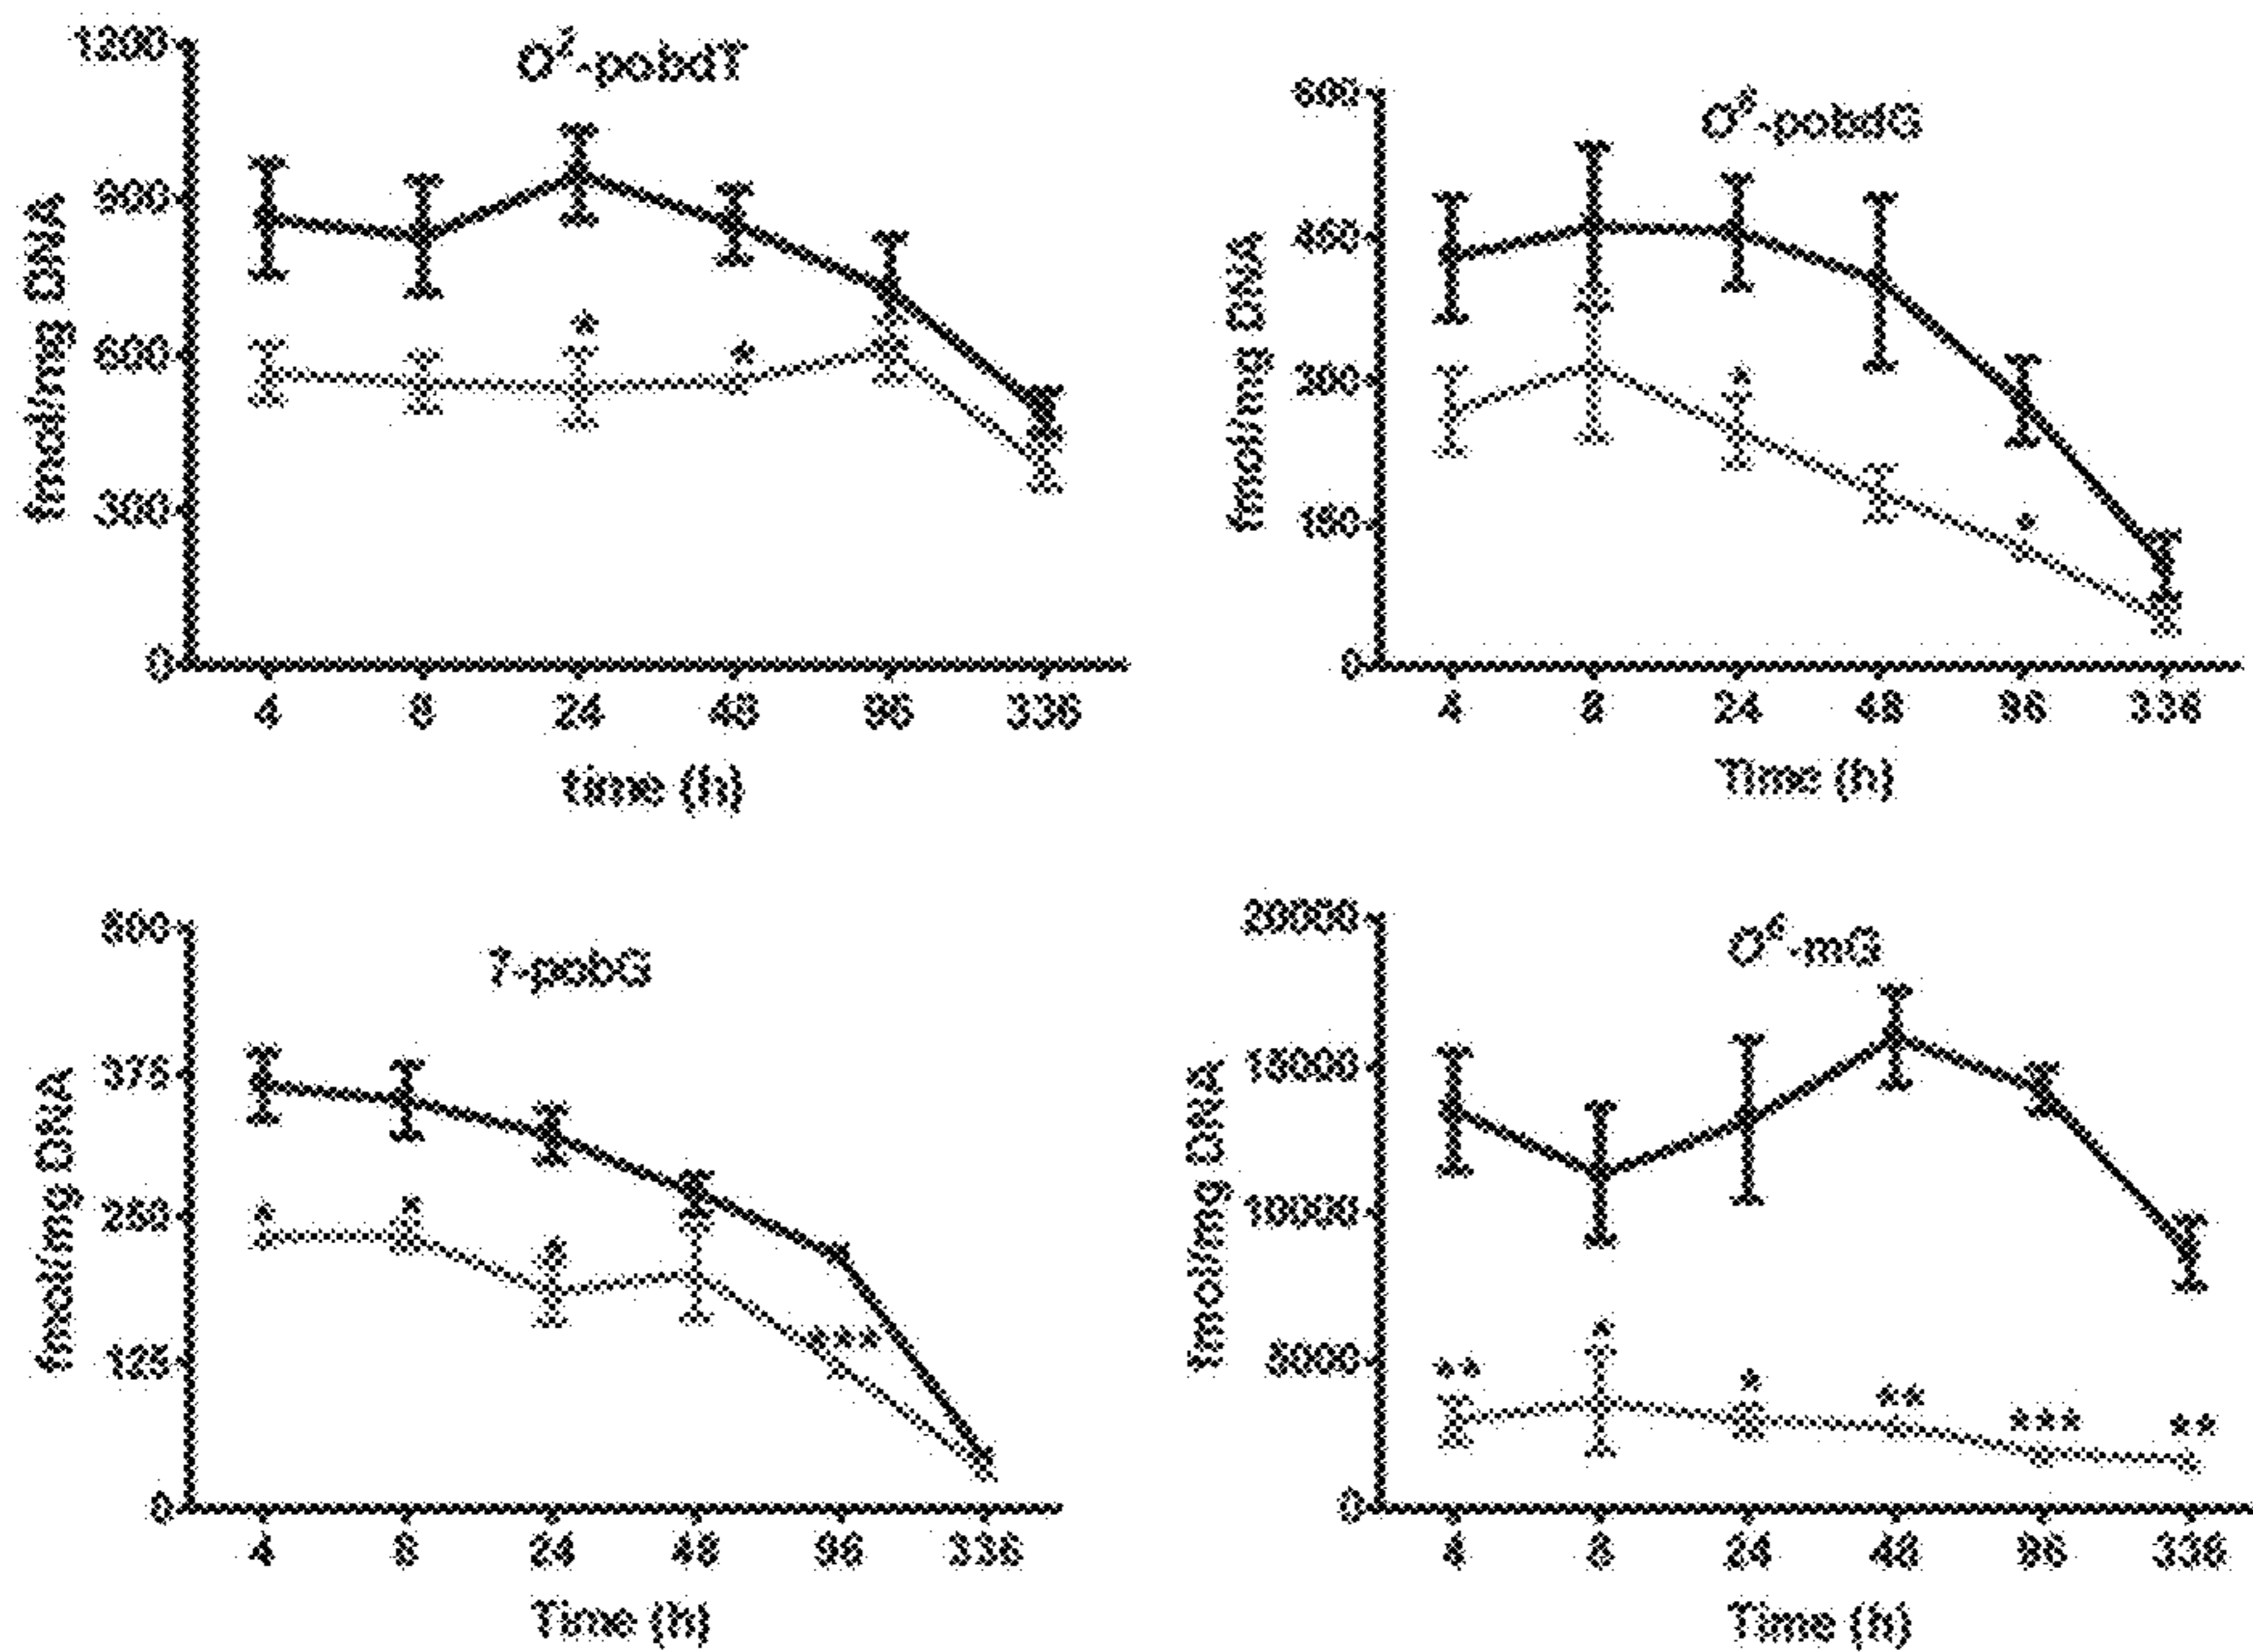 O²-pobdT
fmol/mg DNA
1200
900
600
300
0
*
*
4 8 24 48 96 336
time (h)
O⁶-pobdG
fmol/mg DNA
600
450
300
150
0
*
*
4 8 24 48 96 336
Time (h)
7-pobG
fmol/mg DNA
500
375
250
125
0
* * * ***
4 8 24 48 96 336
Time (h)
O⁶-mG
fmol/mg DNA
20000
15000
10000
5000
0
** * * ** *** **
4 8 24 48 96 336
Time (h)